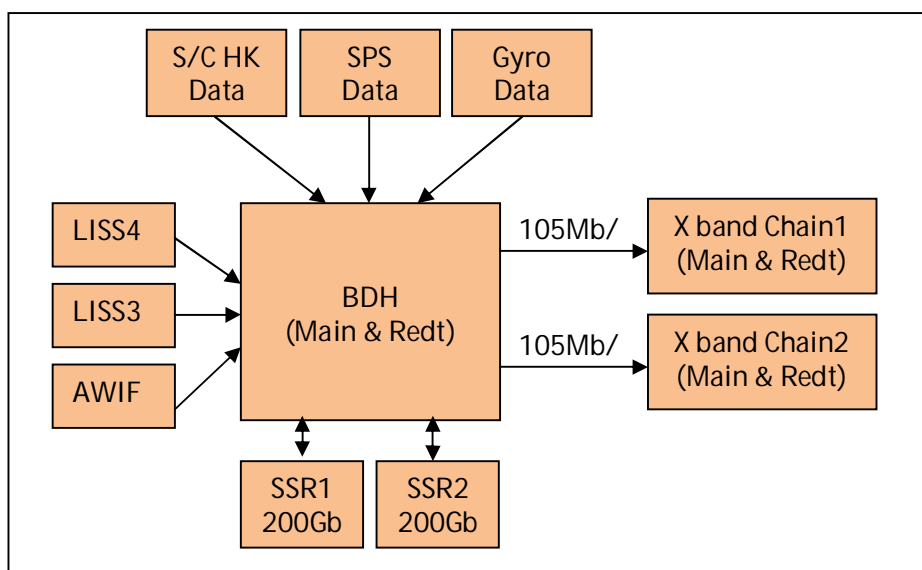 S/C HK
Data
SPS
Data
Gyro
Data
LISS4
LISS3
AWIF
BDH
(Main & Redt)
105Mb/
X band Chain1
(Main & Redt)
105Mb/
X band Chain2
(Main & Redt)
SSR1
200Gb
SSR2
200Gb